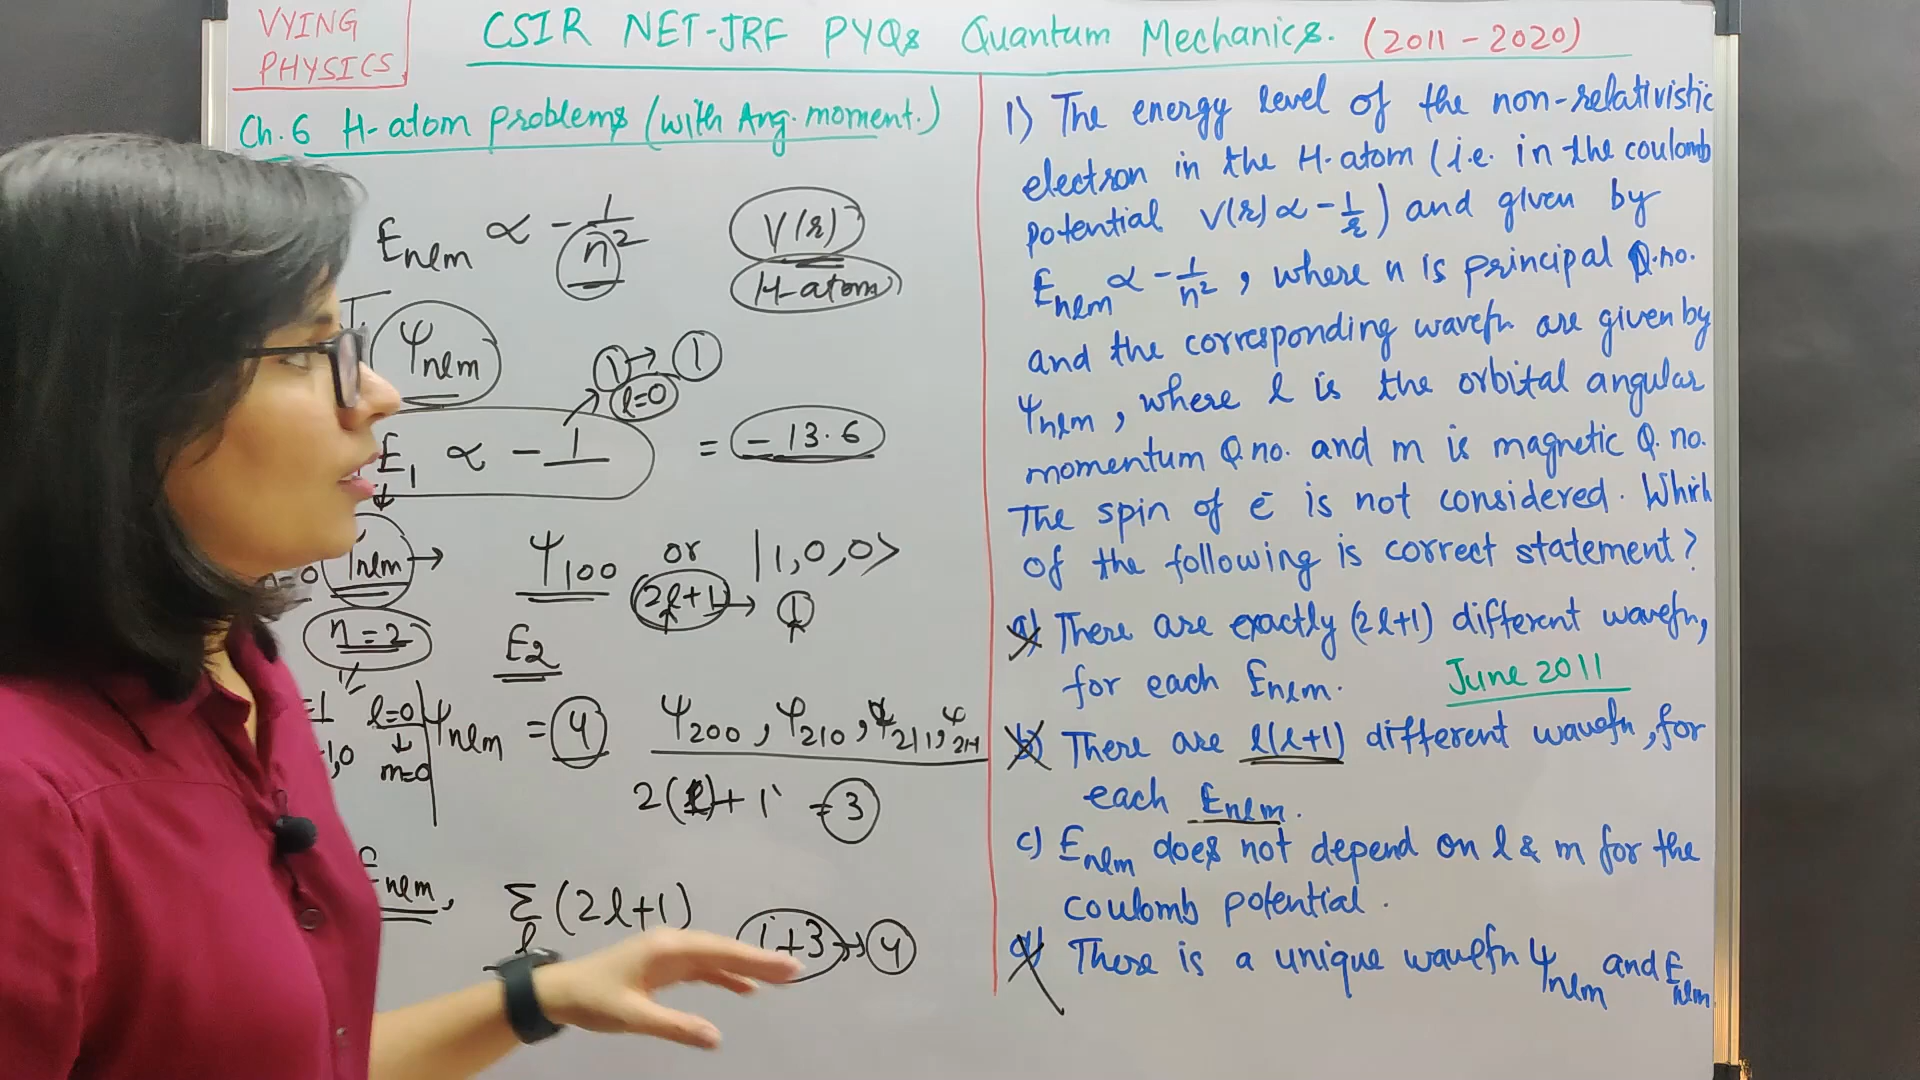 VYING
PHYSICS
CSIR NET-JRF PYQs Quantum Mechanics. (2011-2020)
Ch.6 H-atom problems (with Ang. moment.)
Enlm ∝ -1/n²
V(r)
H-atom
ψnlm
1 → 1
l=0
E₁ ∝ -1 = -13.6
ψnlm → ψ₁₀₀ or |1,0,0>
2l+1 → 1
n=2
E₂
l=0
m=0
ψnlm = 4 ψ₂₀₀, ψ₂₁₀, ψ₂₁₁, ψ₂₁₋₁
2(1)+1 = 3
Enlm, Σ (2l+1)
l
1+3 → 4
1) The energy level of the non-relativistic
electron in the H-atom (i.e. in the coulomb
potential V(r) ∝ -1/r) and given by
Enlm ∝ -1/n², where n is principal Q.no.
and the corresponding wavefn are given by
ψnlm, where l is the orbital angular
momentum Q.no. and m is magnetic Q.no.
The spin of e⁻ is not considered. Which
of the following is correct statement?
a) There are exactly (2l+1) different wavefn,
for each Enlm.
June 2011
b) There are l(l+1) different wavefn, for
each Enlm.
c) Enlm does not depend on l & m for the
coulomb potential.
d) There is a unique wavefn ψnlm and Enlm